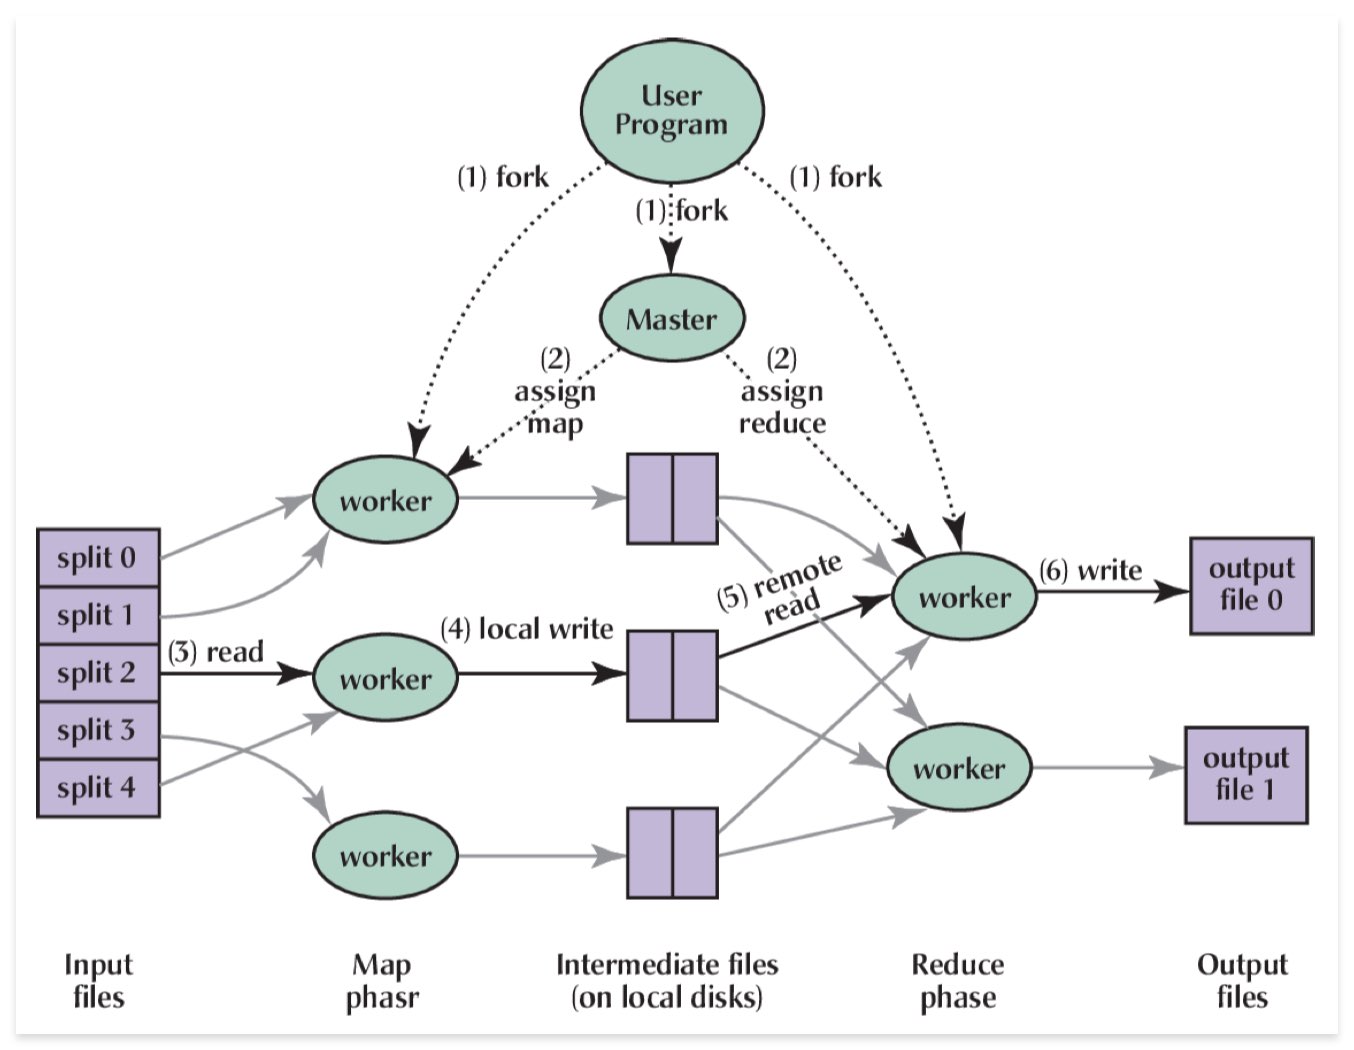 User
Program
(1) fork
(1) fork
(1) fork
Master
(2)
assign
map
(2)
assign
reduce
worker
split 0
split 1
split 2
split 3
split 4
(3) read
worker
(4) local write
worker
(5) remote
read
worker
(6) write
output
file 0
worker
output
file 1
Input
files
Map
phasr
Intermediate files
(on local disks)
Reduce
phase
Output
files